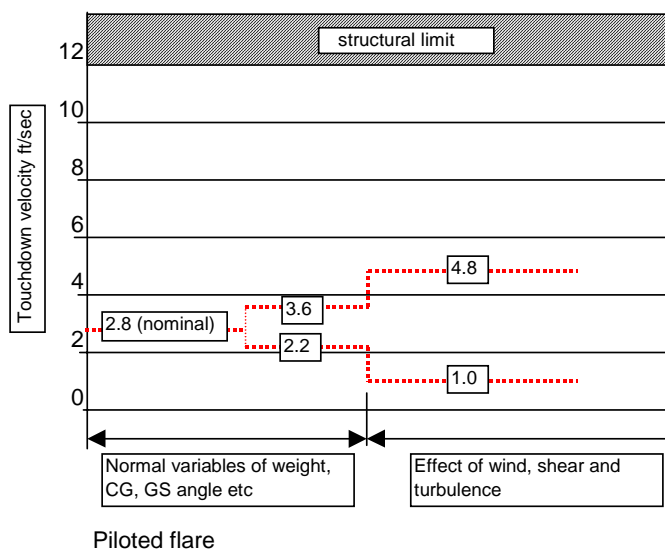 structural limit
12
10
8
6
4
2
0
Touchdown velocity ft/sec
2.8 (nominal)
3.6
2.2
4.8
1.0
Normal variables of weight,
CG, GS angle etc
Effect of wind, shear and
turbulence
Piloted flare